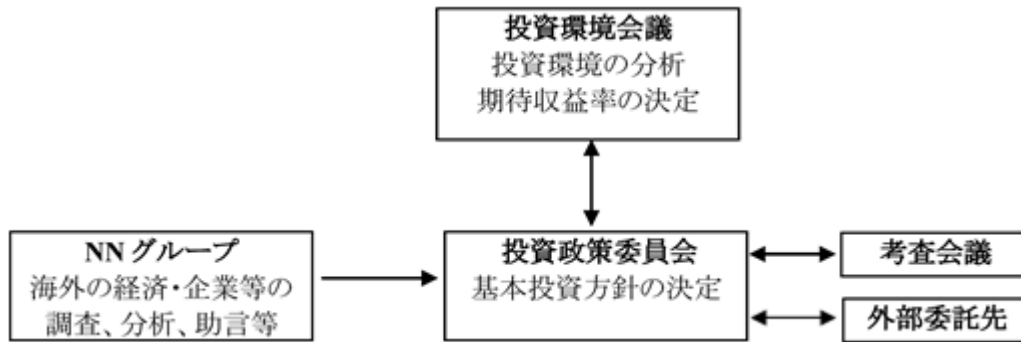 投資環境会議
投資環境の分析
期待収益率の決定
NN グループ
海外の経済・企業等の
調査、分析、助言等
投資政策委員会
基本投資方針の決定
考査会議
外部委託先